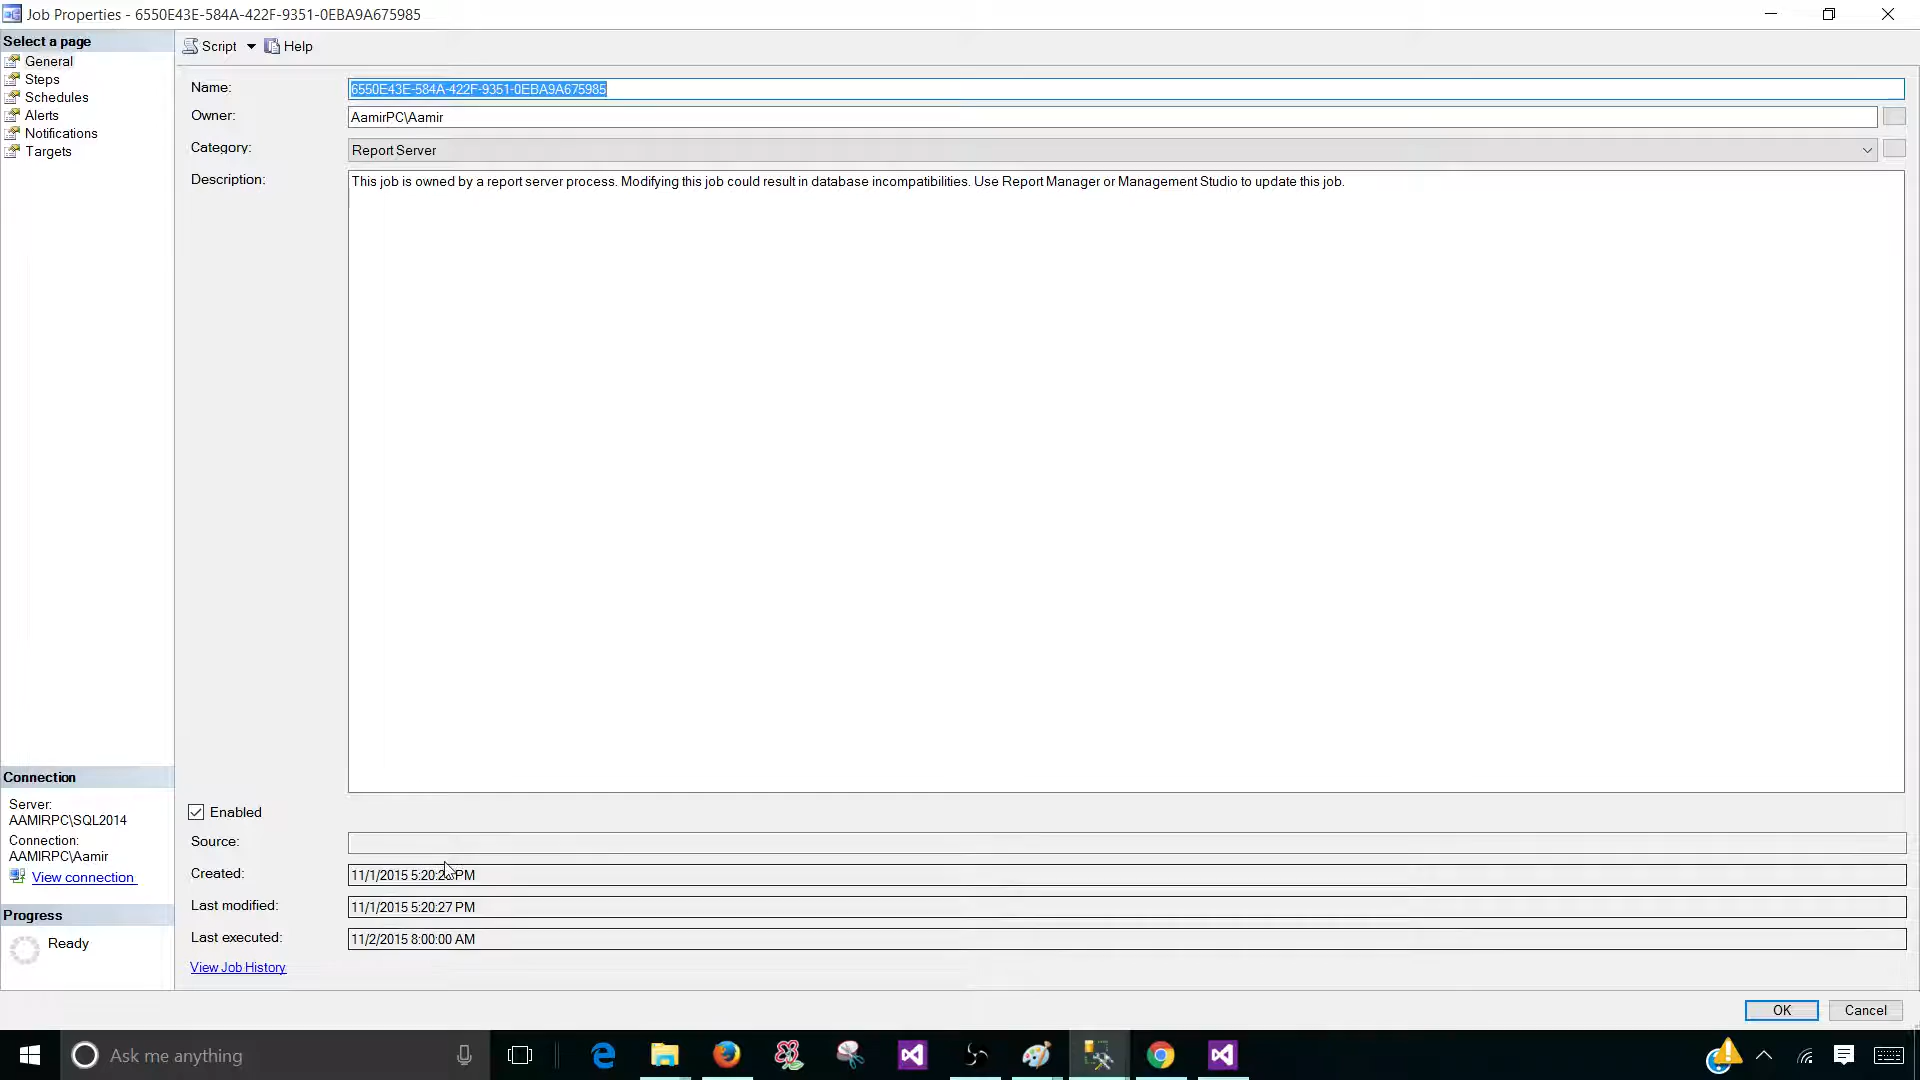 Job Properties - 6550E43E-584A-422F-9351-0EBA9A675985
Select a page
General
Steps
Schedules
Alerts
Notifications
Targets
Script Help
Name: 6550E43E-584A-422F-9351-0EBA9A675985
Owner: AamirPC\Aamir
Category: Report Server
Description: This job is owned by a report server process. Modifying this job could result in database incompatibilities. Use Report Manager or Management Studio to update this job.
Connection
Server:
AAMIRPC\SQL2014
Connection:
AAMIRPC\Aamir
View connection
Progress
Ready
Enabled
Source:
Created: 11/1/2015 PM
Last modified: 11/1/2015 5:20:27 PM
Last executed: 11/2/2015 8:00:00 AM
View Job History
OK Cancel
Ask me anything